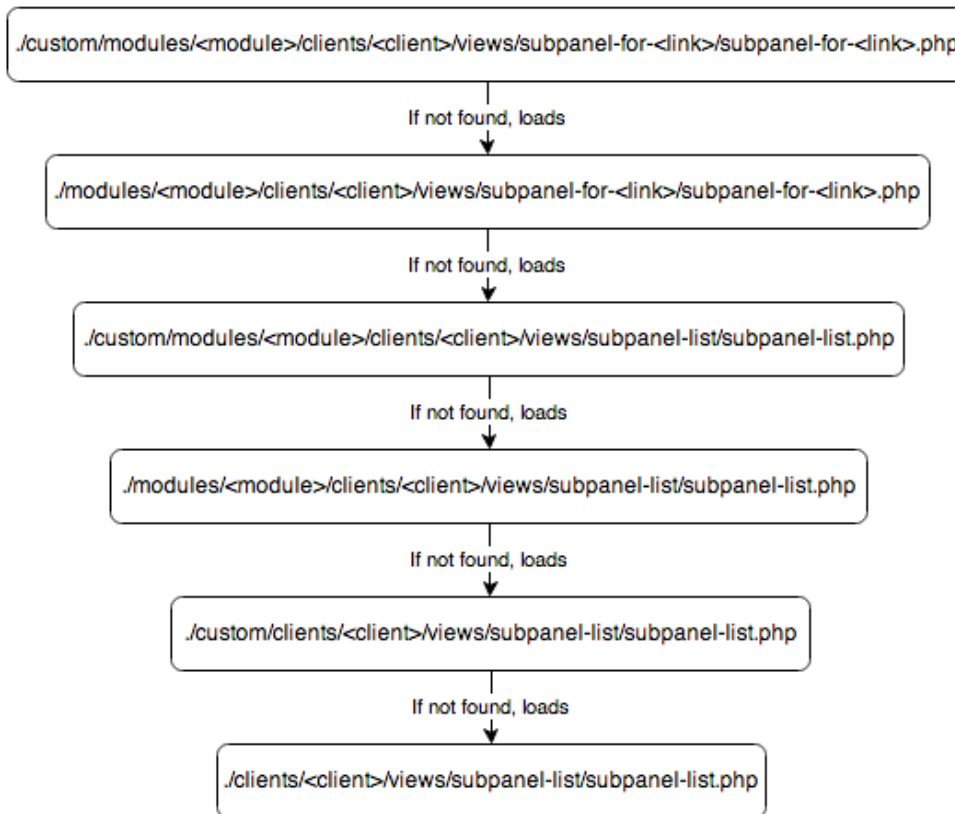 ./custom/modules/<module>/clients/<client>/views/subpanel-for-<link>/subpanel-for-<link>.php
If not found, loads
./modules/<module>/clients/<client>/views/subpanel-for-<link>/subpanel-for-<link>.php
If not found, loads
./custom/modules/<module>/clients/<client>/views/subpanel-list/subpanel-list.php
If not found, loads
./modules/<module>/clients/<client>/views/subpanel-list/subpanel-list.php
If not found, loads
./custom/clients/<client>/views/subpanel-list/subpanel-list.php
If not found, loads
./clients/<client>/views/subpanel-list/subpanel-list.php